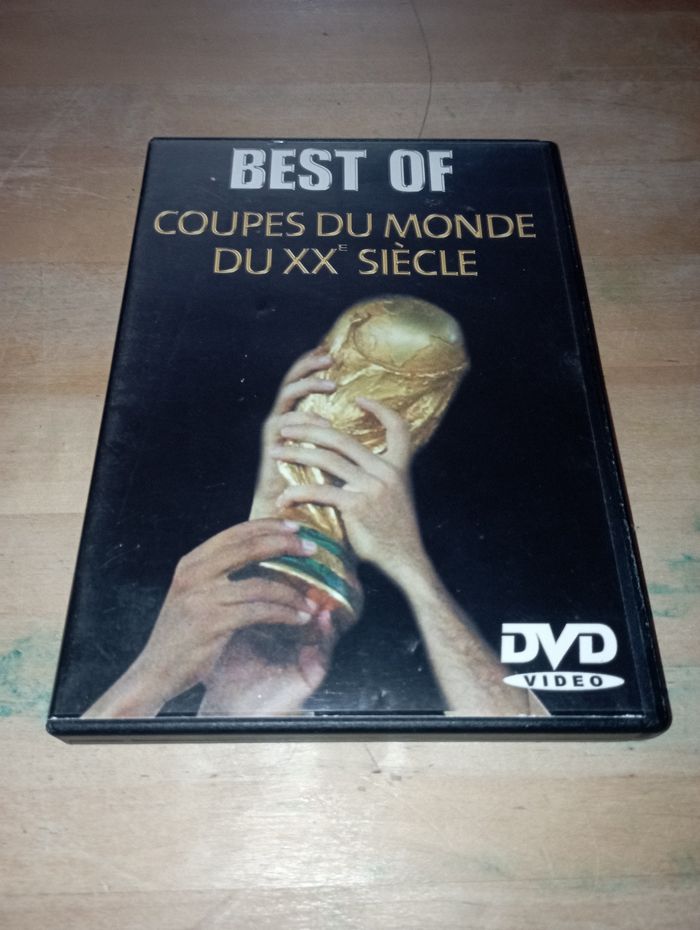 BEST OF
COUPES DU MONDE
DU XXE SIÈCLE
DVD
VIDEO